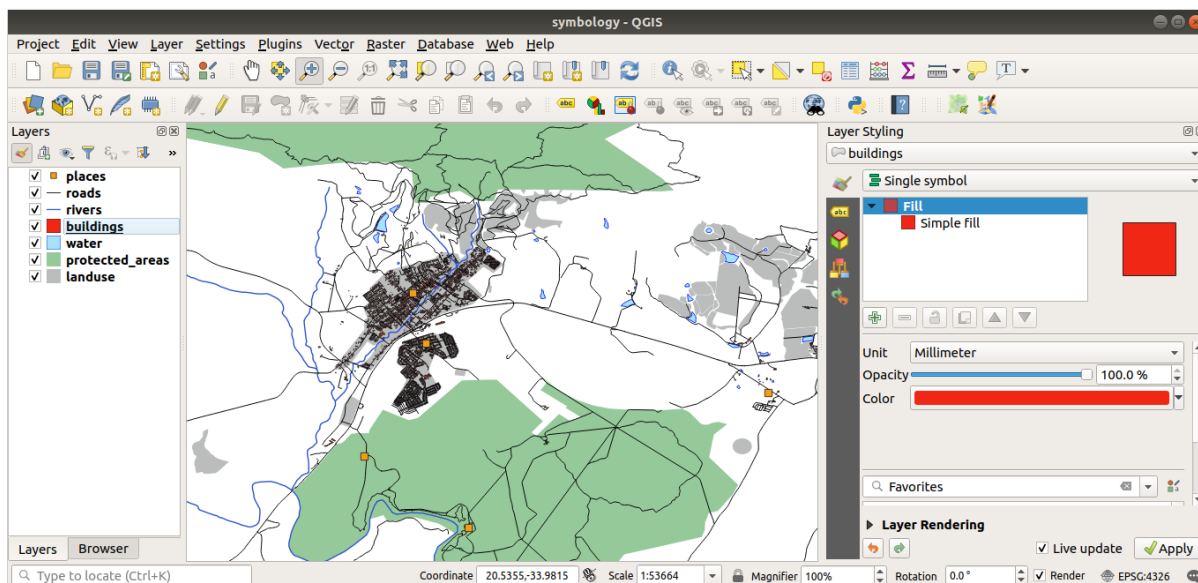 symbology - QGIS
Project Edit View Layer Settings Plugins Vector Raster Database Web Help
Layers
places
roads
rivers
buildings
water
protected_areas
landuse
Layers Browser
Layer Styling
buildings
Single symbol
Fill
Simple fill
Unit Millimeter
Opacity 100.0 %
Color
Favorites
Layer Rendering
Live update Apply
Type to locate (Ctrl+K) Coordinate 20.5355,-33.9815 Scale 1:53664 Magnifier 100% Rotation 0.0° Render EPSG:4326